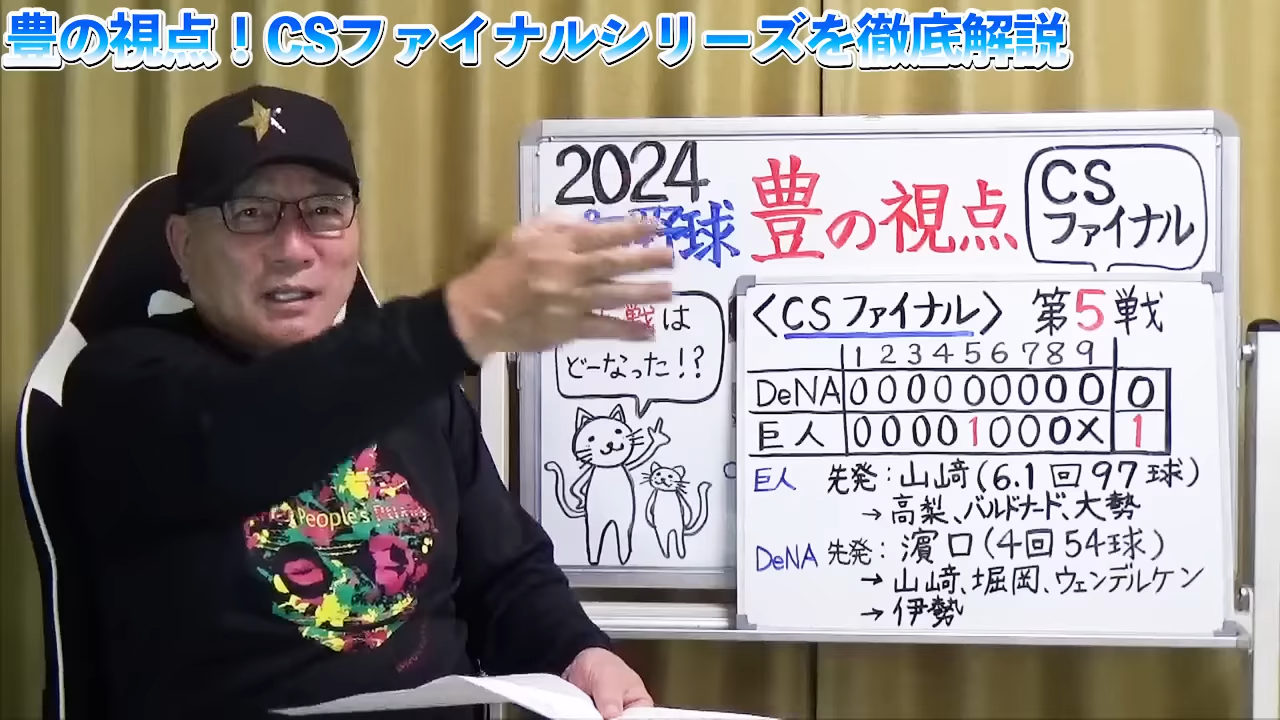 豊の視点！CSファイナルシリーズを徹底解説
2024
野球 豊の視点
CS
ファイナル
戦は
どーなった!?
〈CSファイナル〉 第5戦
1 2 3 4 5 6 7 8 9
DeNA 0 0 0 0 0 0 0 0 0 0
巨人 0 0 0 0 1 0 0 0 X 1
巨人 先発:山﨑(6.1回97球)
→高梨、バルドナード、大勢
DeNA 先発:濵口(4回54球)
→山﨑、堀岡、ウェンデルケン
→伊勢
People's